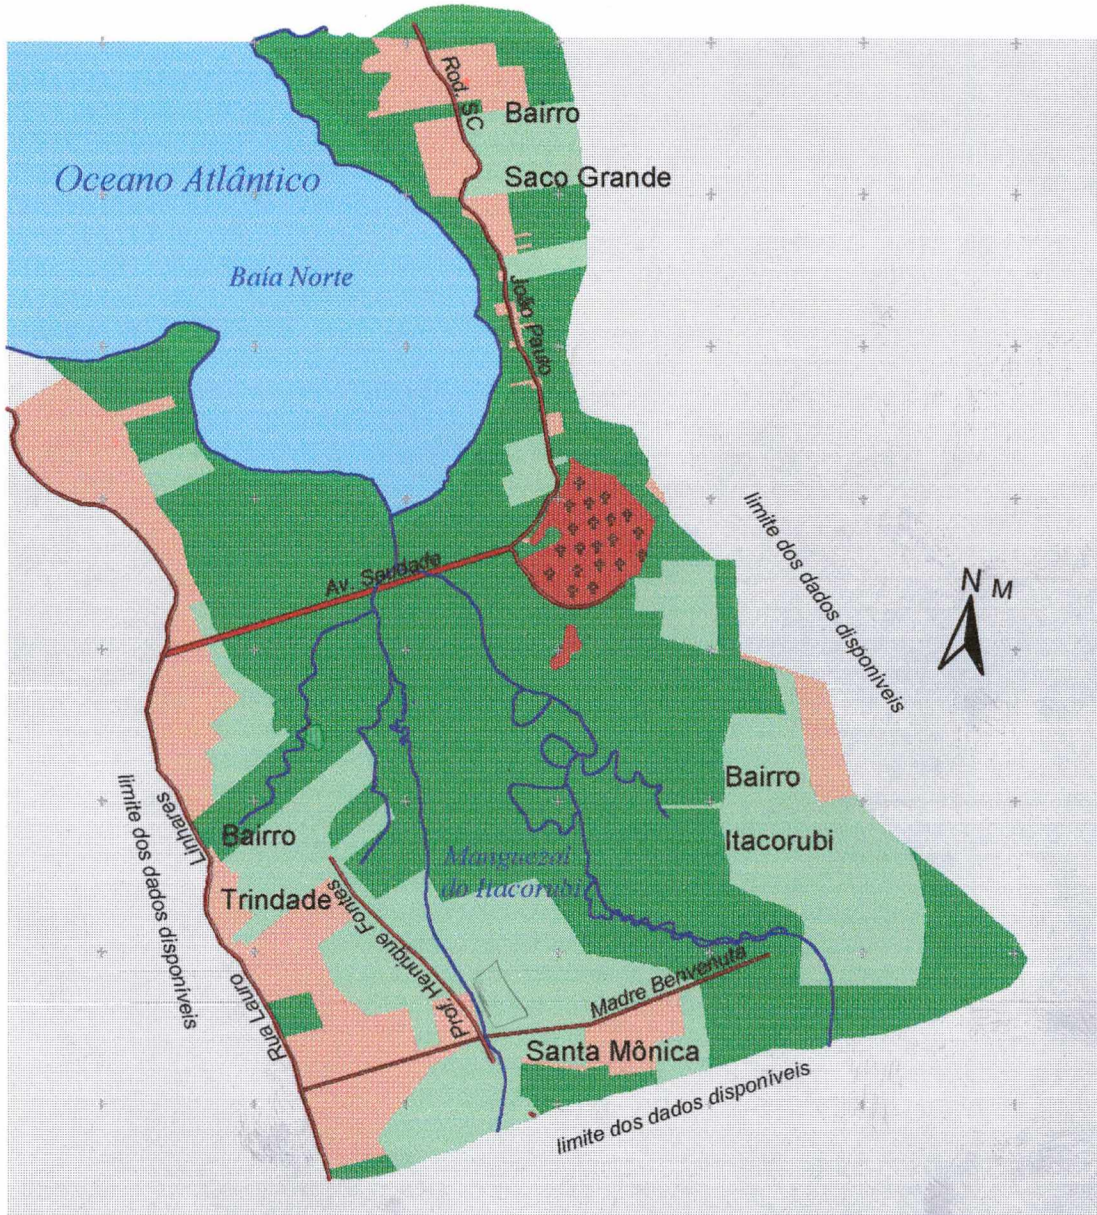 Rod. SC
Bairro
Saco Grande
Oceano Atlântico
Baía Norte
João Paulo
limite dos dados disponíveis
N M
Av. Saudade
Bairro
Itacorubi
limite dos dados disponíveis
Linhares
Bairro
Trindade
Manguezal
do Itacorubi
Prof. Henrique Fontes
Rua Lauro
Madre Benvenuta
Santa Mônica
limite dos dados disponíveis